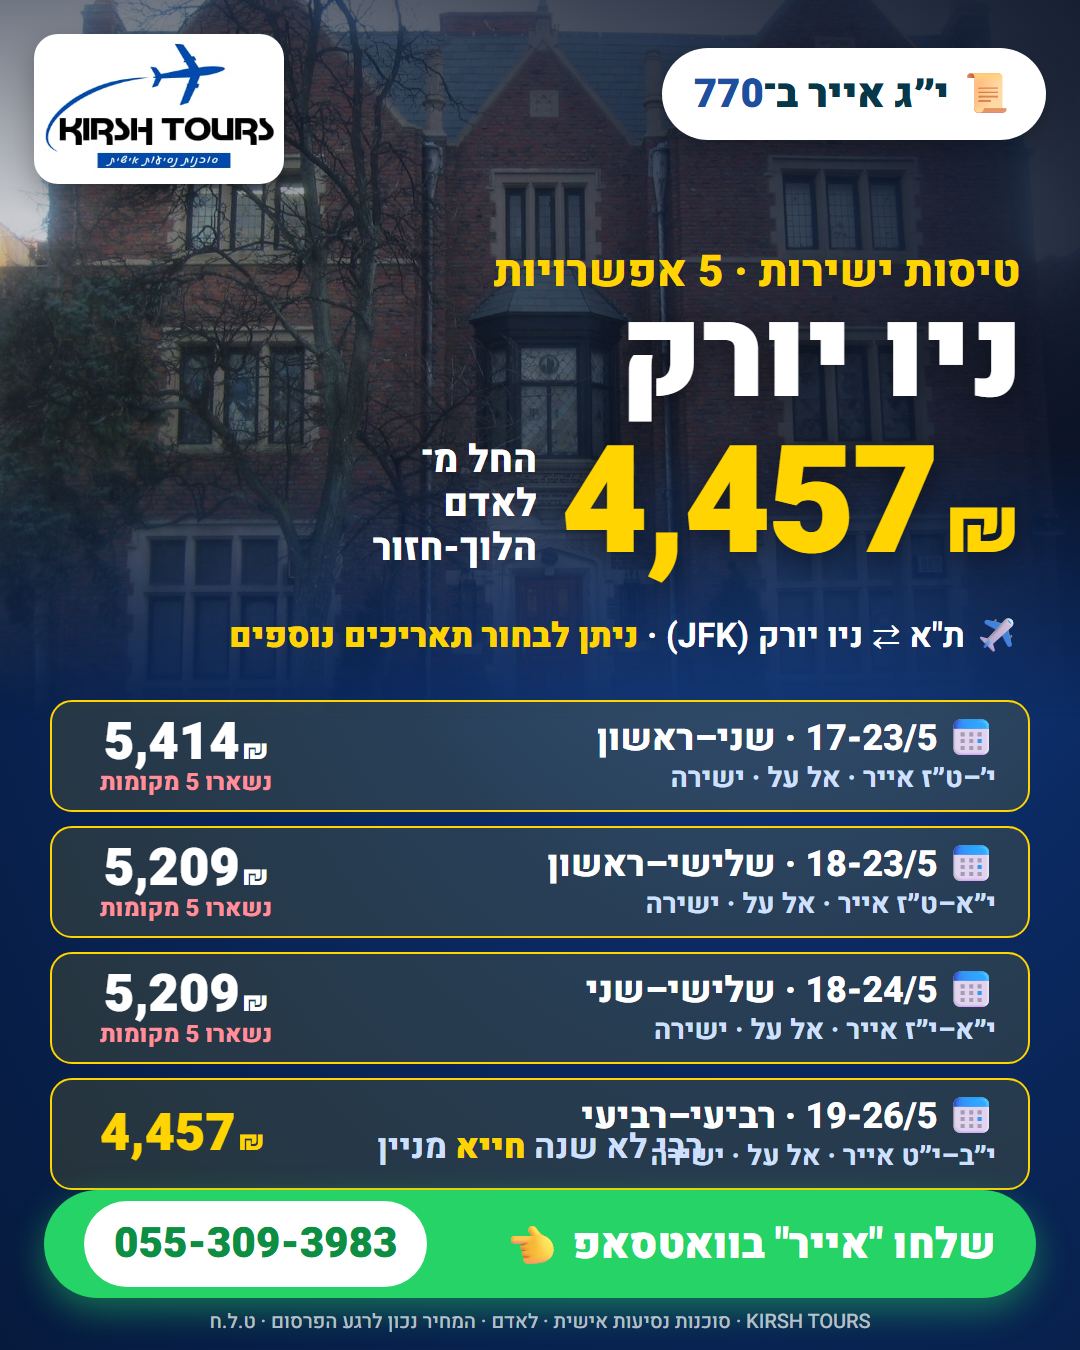 KIRSH TOURS
סוכנות נסיעות אישית
י״ג אייר ב־770
טיסות ישירות · 5 אפשרויות
ניו יורק
₪4,457
החל מ־
לאדם
הלוך-חזור
ת"א ⇄ ניו יורק (JFK) · ניתן לבחור תאריכים נוספים
17-23/5 · שני–ראשון
י׳–ט״ז אייר · אל על · ישירה
₪5,414
נשארו 5 מקומות
18-23/5 · שלישי–ראשון
י״א–ט״ז אייר · אל על · ישירה
₪5,209
נשארו 5 מקומות
18-24/5 · שלישי–שני
י״א–י״ז אייר · אל על · ישירה
₪5,209
נשארו 5 מקומות
19-26/5 · רביעי–רביעי
י״ב–י״ט אייר · אל על · ישירה
₪4,457
לא שנה חייא מניין
שלחו "אייר" בוואטסאפ
055-309-3983
KIRSH TOURS · סוכנות נסיעות אישית · לאדם · המחיר נכון לרגע הפרסום · ט.ל.ח